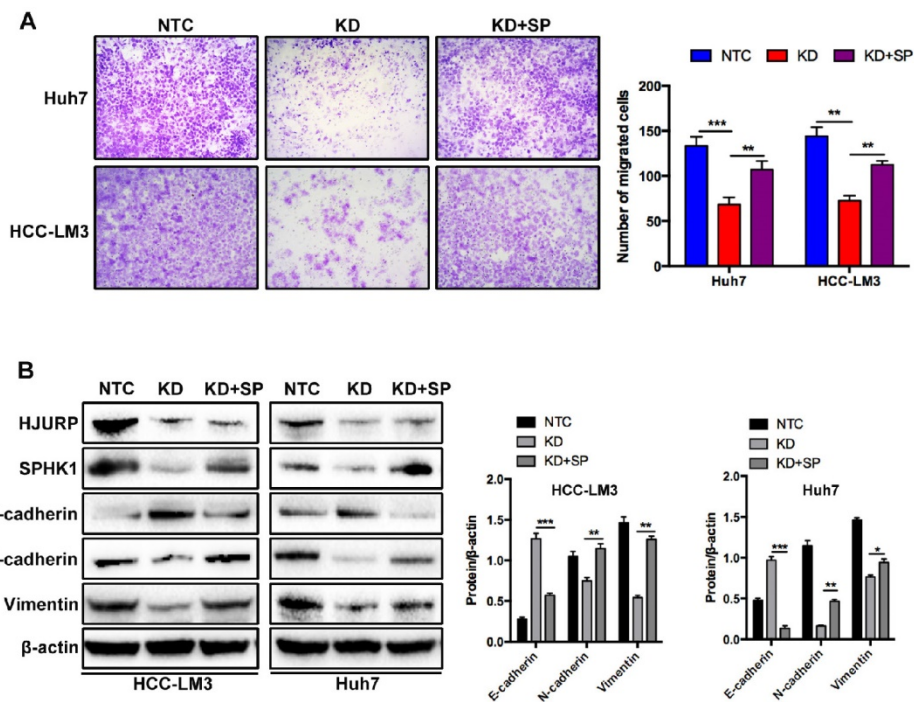 A
NTC KD KD+SP
Huh7
HCC-LM3
NTC KD KD+SP
Number of migrated cells
200
150
100
50
0
*** ** ** **
Huh7 HCC-LM3
B
NTC KD KD+SP NTC KD KD+SP
HJURP
SPHK1
-cadherin
-cadherin
Vimentin
β-actin
HCC-LM3 Huh7
NTC
KD
KD+SP
HCC-LM3
Protein/β-actin
2.0
1.5
1.0
0.5
0.0
*** ** **
E-cadherin N-cadherin Vimentin
NTC
KD
KD+SP
Huh7
Protein/β-actin
2.0
1.5
1.0
0.5
0.0
*** ** *
E-cadherin N-cadherin Vimentin